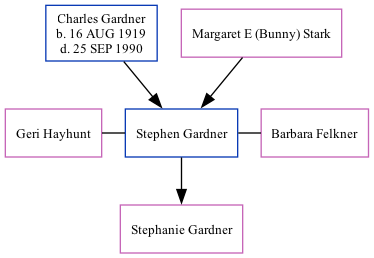 Charles Gardner
b. 16 AUG 1919
d. 25 SEP 1990
Margaret E (Bunny) Stark
Geri Hayhunt
Stephen Gardner
Barbara Felkner
Stephanie Gardner